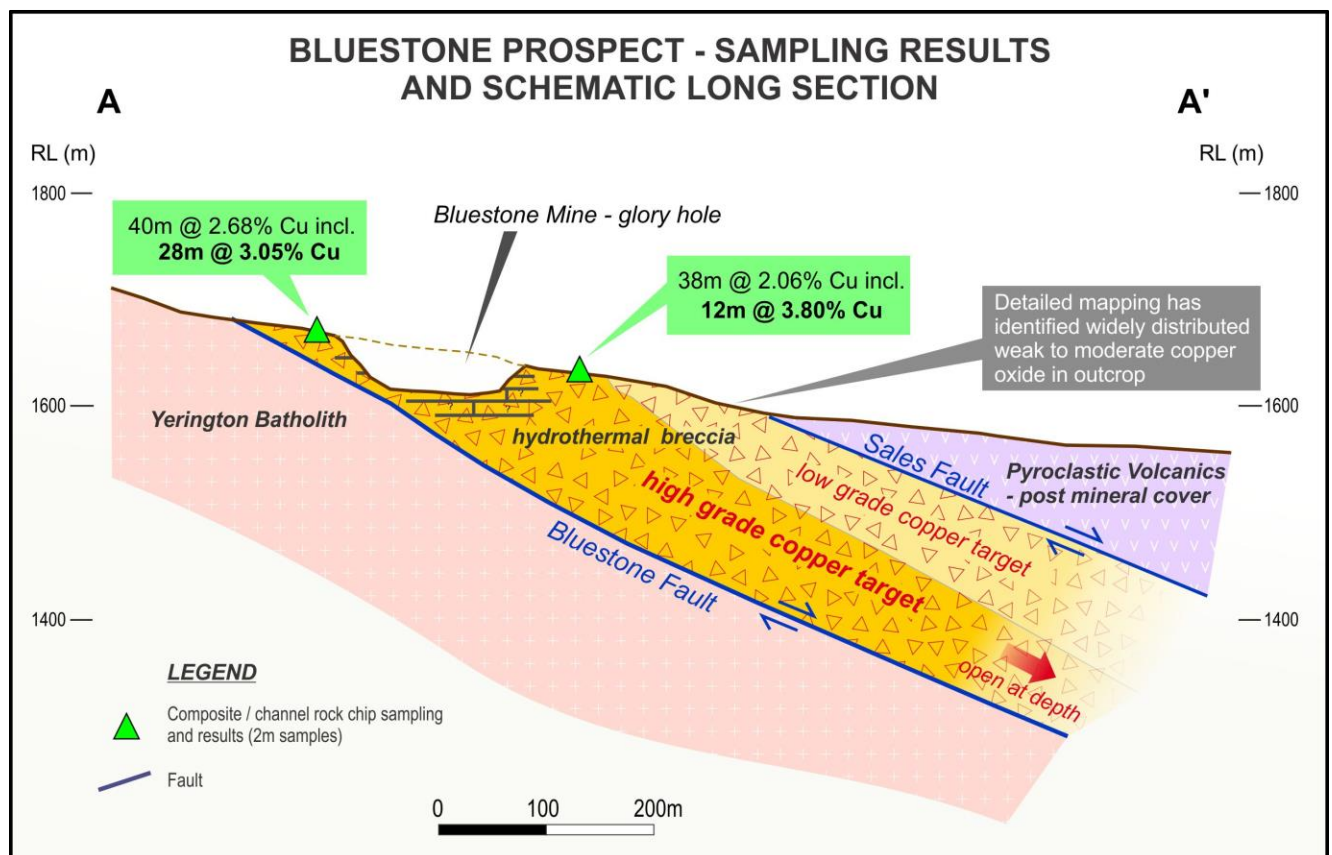 BLUESTONE PROSPECT - SAMPLING RESULTS
AND SCHEMATIC LONG SECTION
A
A'
RL (m)
RL (m)
1800
1800
40m @ 2.68% Cu incl.
28m @ 3.05% Cu
Bluestone Mine - glory hole
38m @ 2.06% Cu incl.
12m @ 3.80% Cu
Detailed mapping has
identified widely distributed
weak to moderate copper
oxide in outcrop
1600
1600
Yerington Batholith
hydrothermal breccia
Sales Fault
Pyroclastic Volcanics
- post mineral cover
low grade copper target
high grade copper target
Bluestone Fault
1400
1400
open at depth
LEGEND
Composite / channel rock chip sampling
and results (2m samples)
Fault
0 100 200m